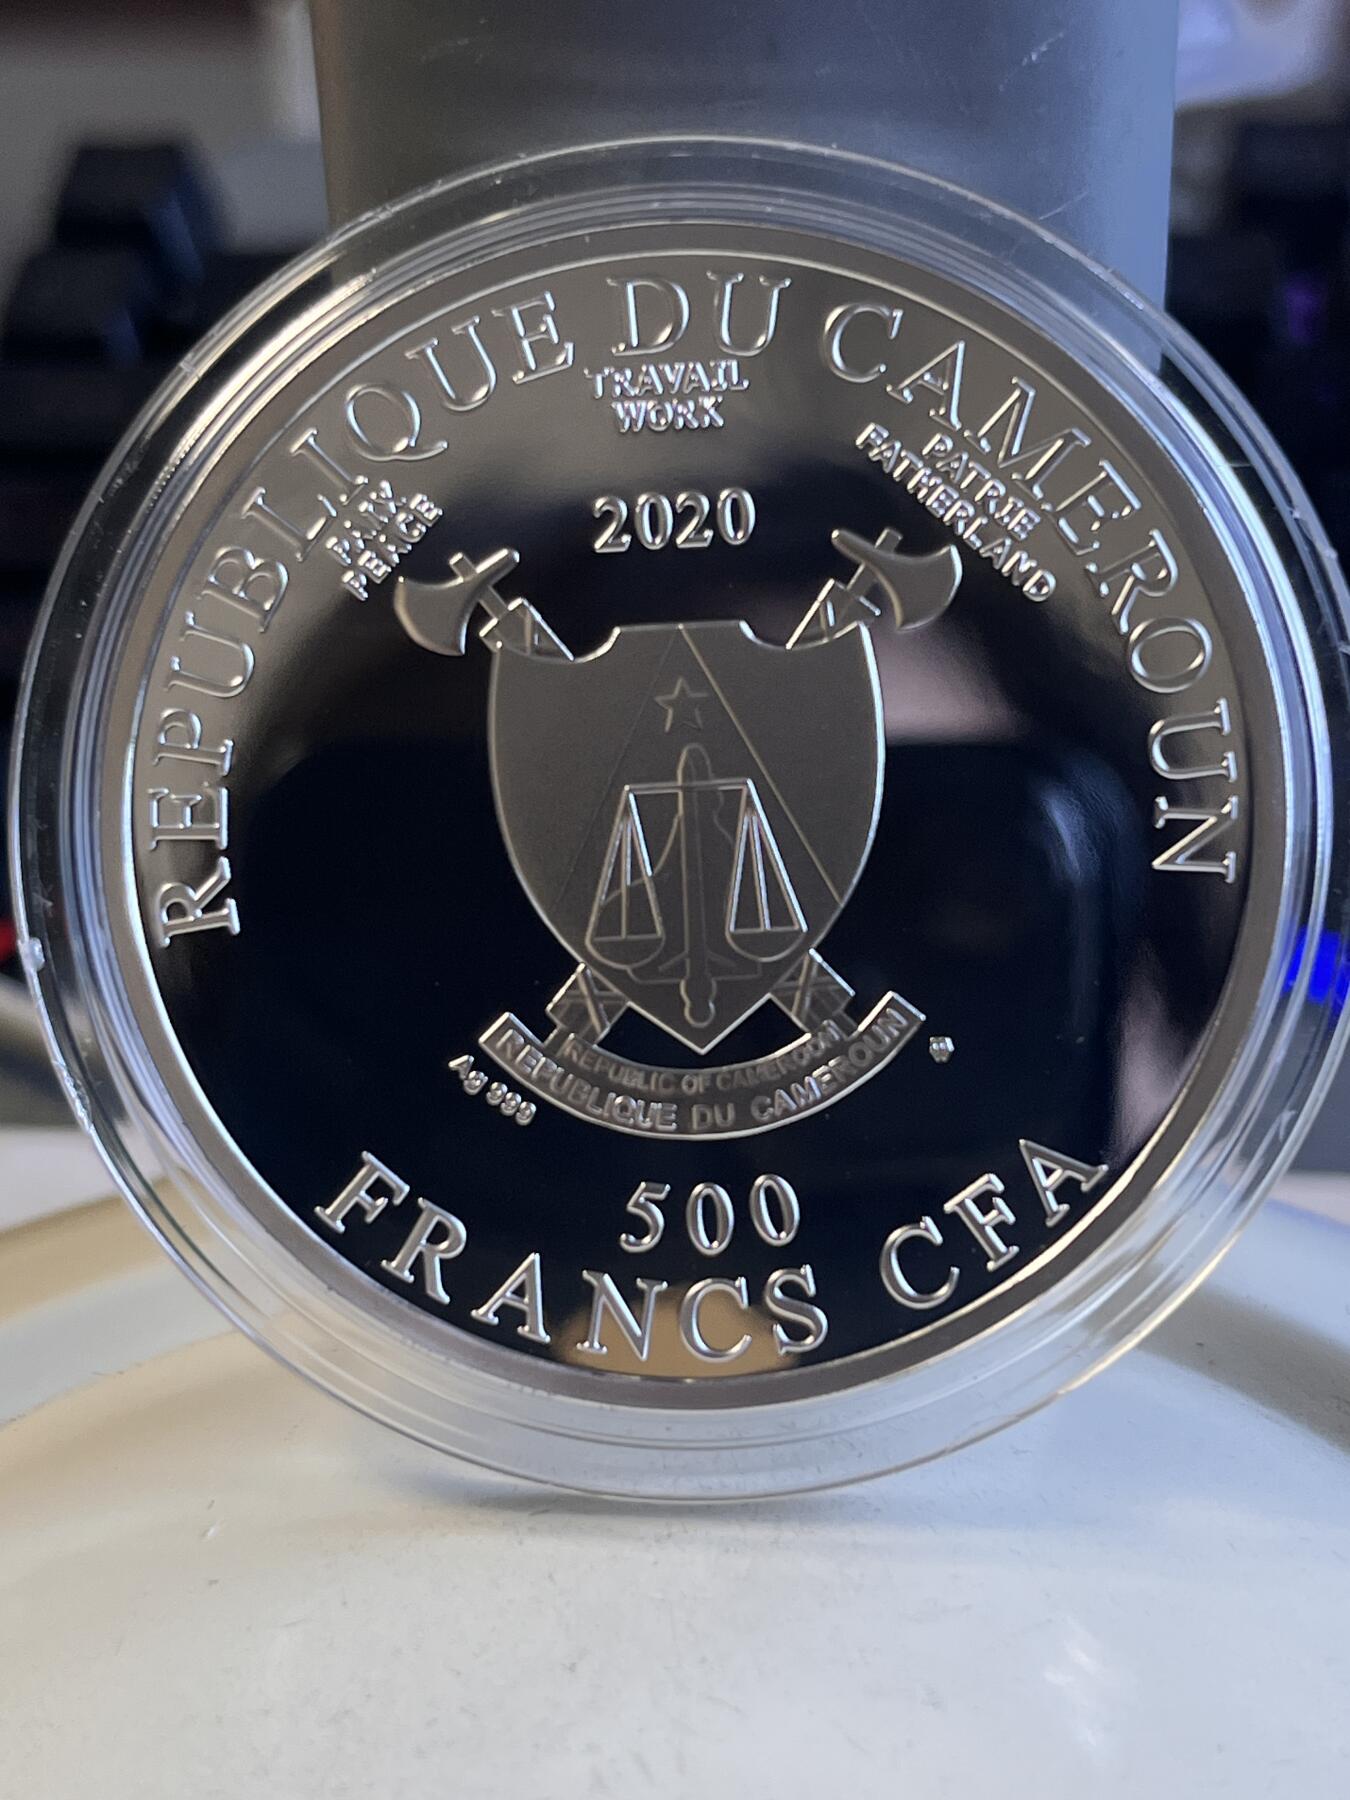 REPUBLIQUE DU CAMEROUN
TRAVAIL
WORK
PAIX
PEACE
PATRIE
FATHERLAND
2020
REPUBLIC OF CAMEROON
REPUBLIQUE DU CAMEROUN
Ag 999
500
FRANCS CFA